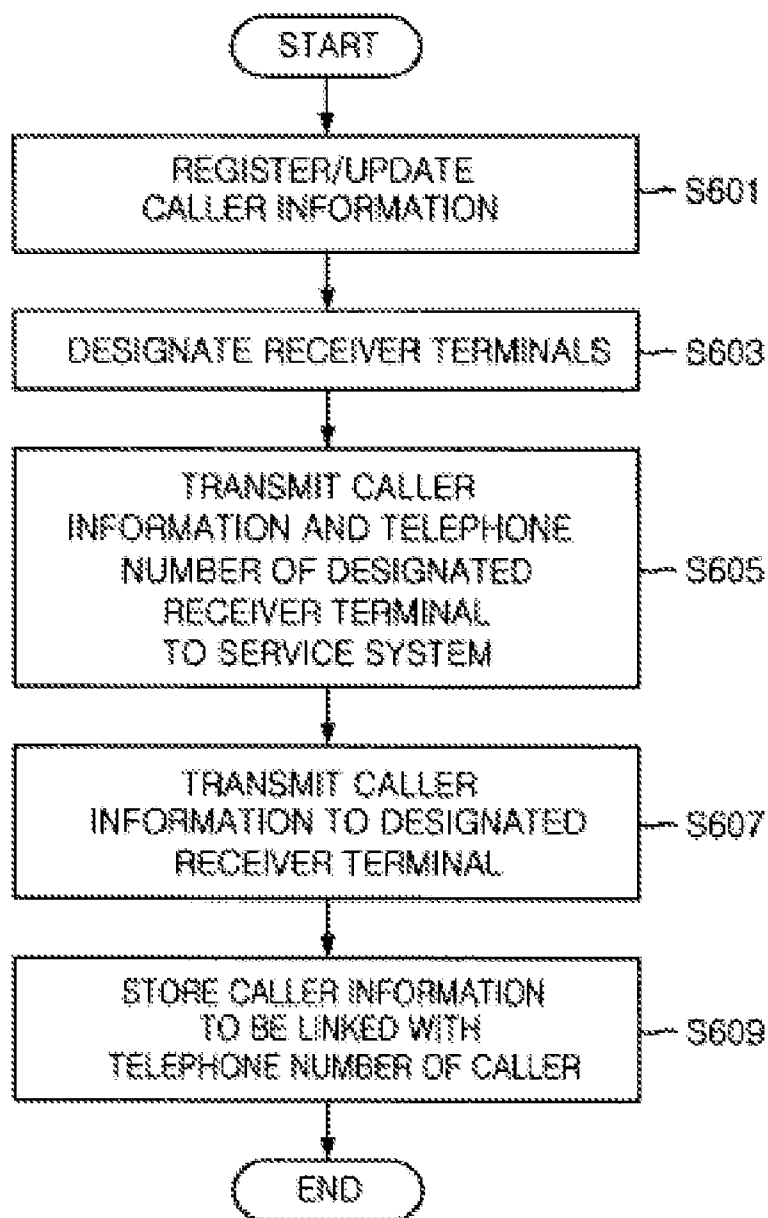 START
REGISTER/UPDATE
CALLER INFORMATION
S601
DESIGNATE RECEIVER TERMINALS
S603
TRANSMIT CALLER
INFORMATION AND TELEPHONE
NUMBER OF DESIGNATED
RECEIVER TERMINAL
TO SERVICE SYSTEM
S605
TRANSMIT CALLER
INFORMATION TO DESIGNATED
RECEIVER TERMINAL
S607
STORE CALLER INFORMATION
TO BE LINKED WITH
TELEPHONE NUMBER OF CALLER
S609
END